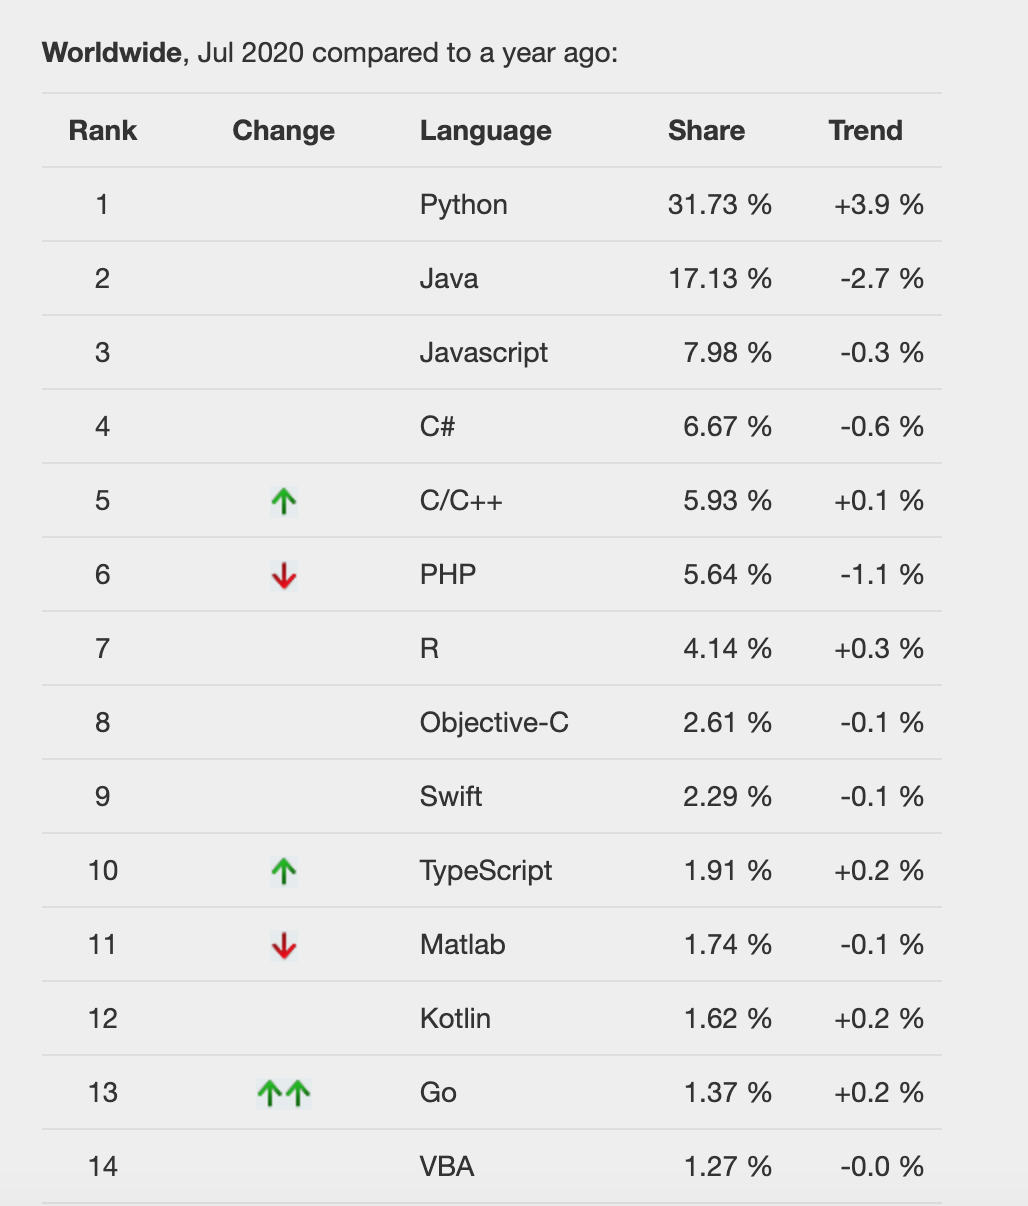 Worldwide, Jul 2020 compared to a year ago:
Rank Change Language Share Trend
1 Python 31.73 % +3.9 %
2 Java 17.13 % -2.7 %
3 Javascript 7.98 % -0.3 %
4 C# 6.67 % -0.6 %
5 C/C++ 5.93 % +0.1 %
6 PHP 5.64 % -1.1 %
7 R 4.14 % +0.3 %
8 Objective-C 2.61 % -0.1 %
9 Swift 2.29 % -0.1 %
10 TypeScript 1.91 % +0.2 %
11 Matlab 1.74 % -0.1 %
12 Kotlin 1.62 % +0.2 %
13 Go 1.37 % +0.2 %
14 VBA 1.27 % -0.0 %